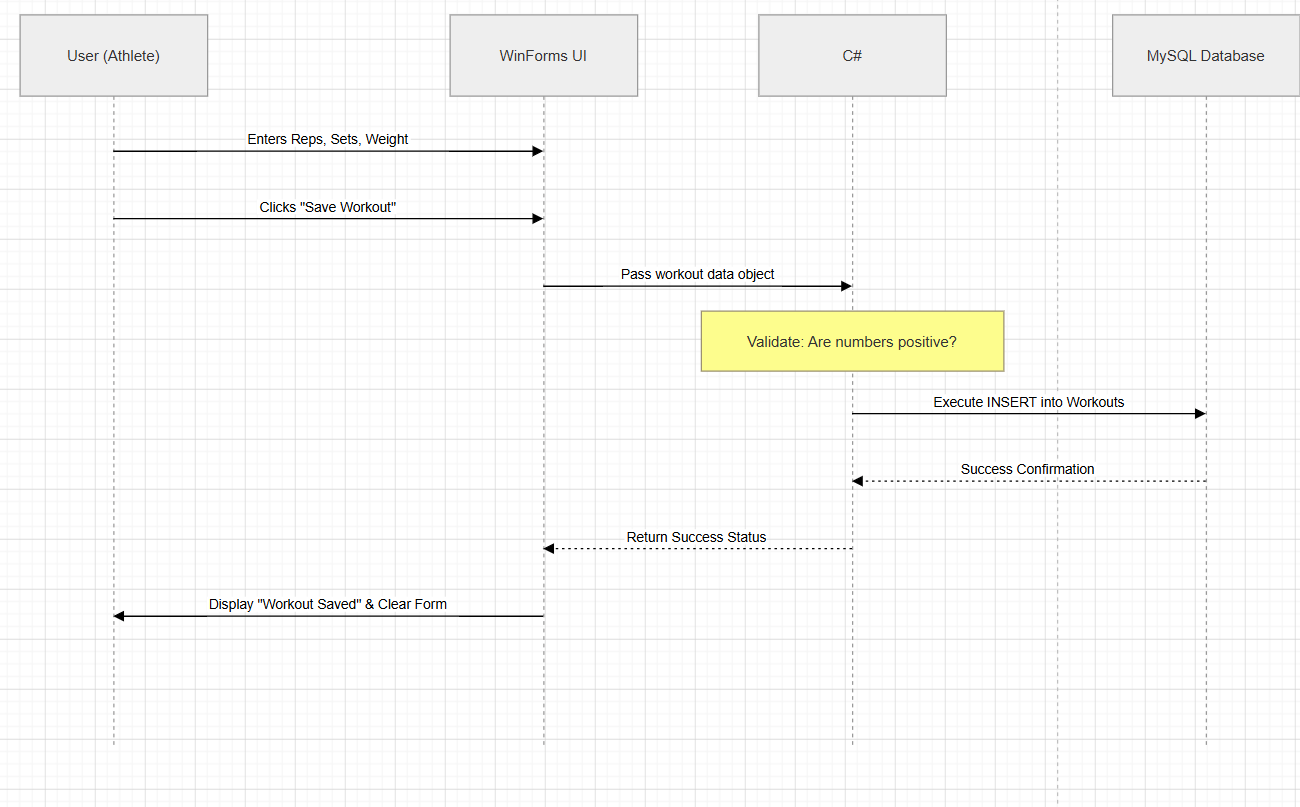 User (Athlete)
WinForms UI
C#
MySQL Database
Enters Reps, Sets, Weight
Clicks "Save Workout"
Pass workout data object
Validate: Are numbers positive?
Execute INSERT into Workouts
Success Confirmation
Return Success Status
Display "Workout Saved" & Clear Form